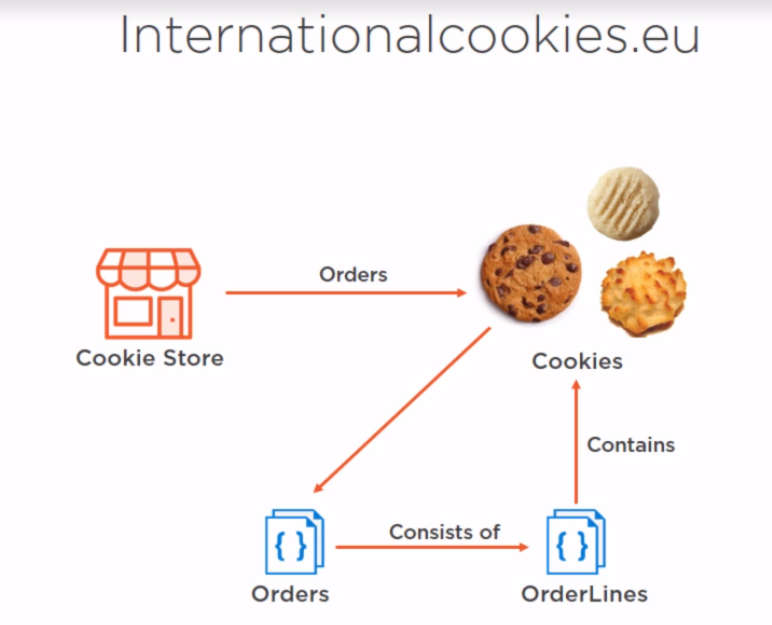 Internationalcookies.eu
Orders
Cookie Store
Cookies
Contains
Consists of
{ }
{ }
Orders
OrderLines